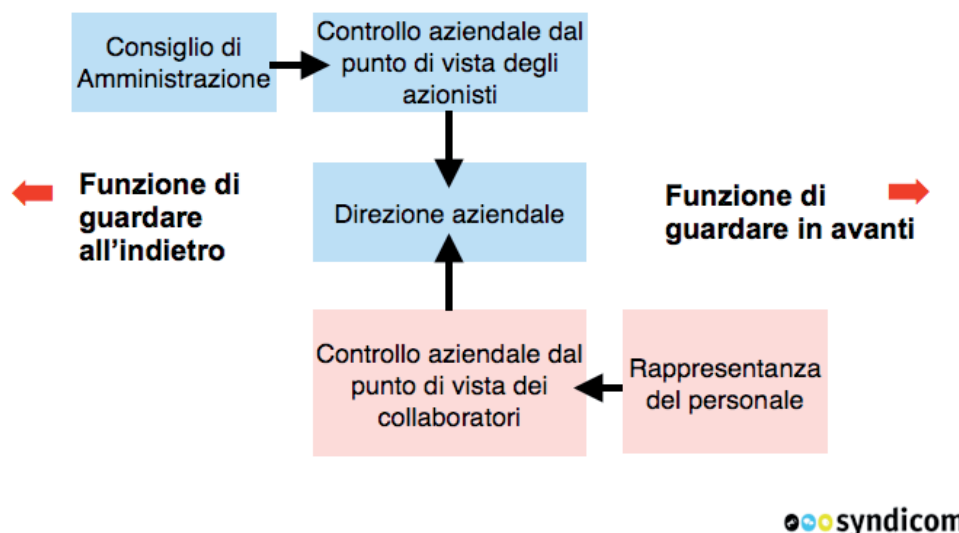 Consiglio di
Amministrazione
Controllo aziendale dal
punto di vista degli
azionisti
Funzione di
guardare
all'indietro
Direzione aziendale
Funzione di
guardare in avanti
Controllo aziendale dal
punto di vista dei
collaboratori
Rappresentanza
del personale
syndicom